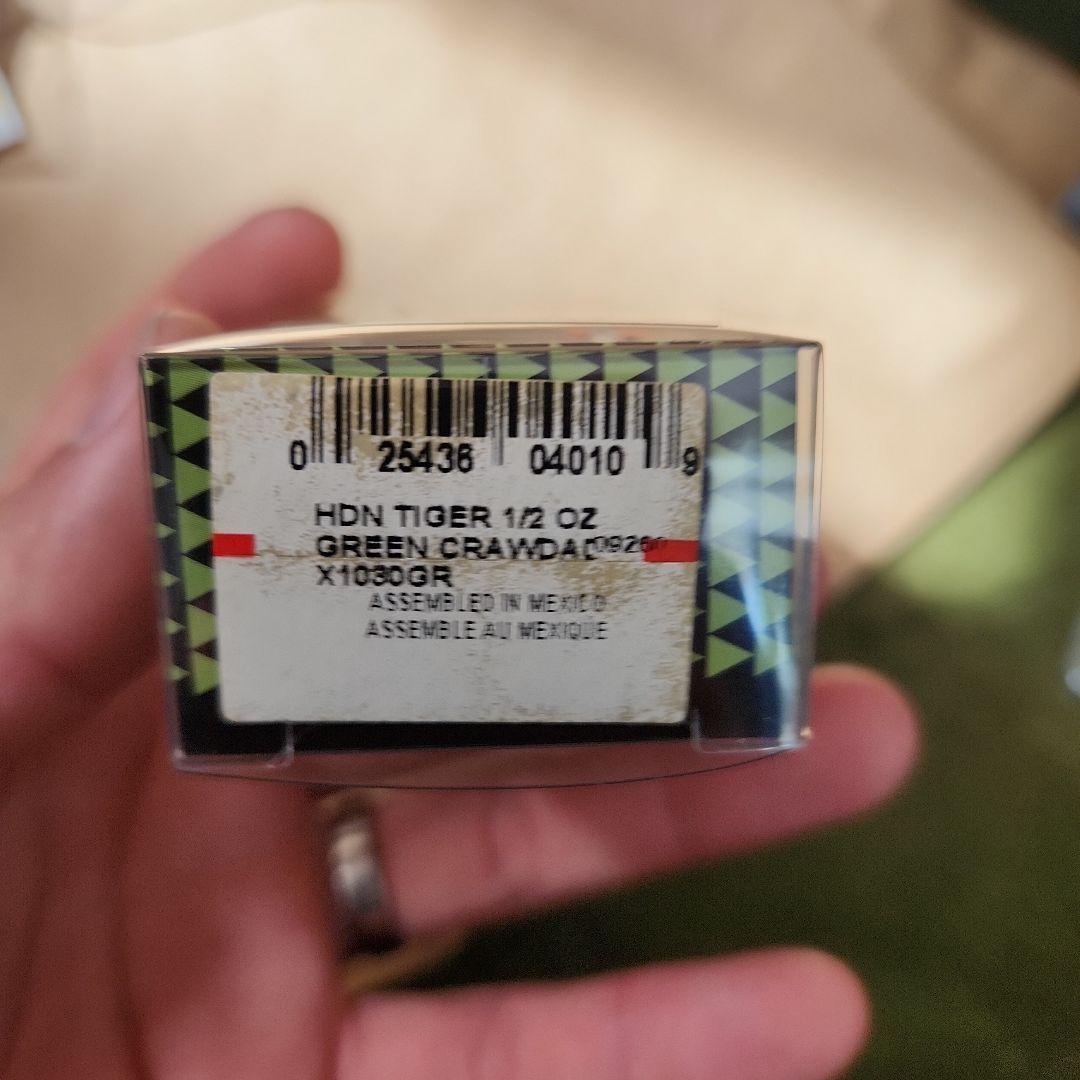 0 25436 04010 9
HDN TIGER 1/2 OZ
GREEN CRAWDAD
X1030GR
ASSEMBLED IN MEXICO
ASSEMBLE AU MEXIQUE